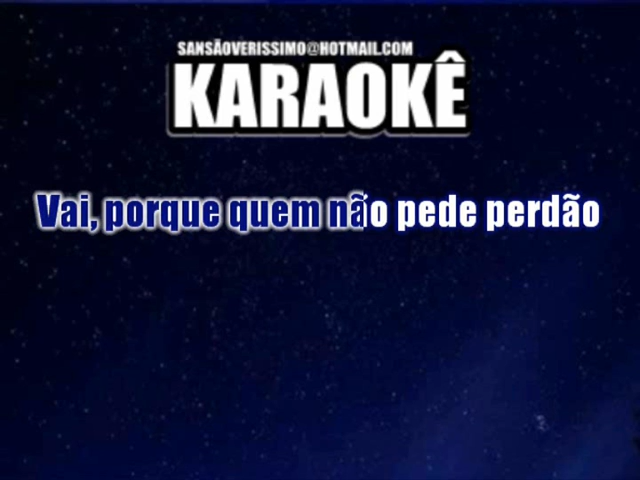 SANSÃOVERISSIMO@HOTMAIL.COM
KARAOKÊ
Vai, porque quem não pede perdão